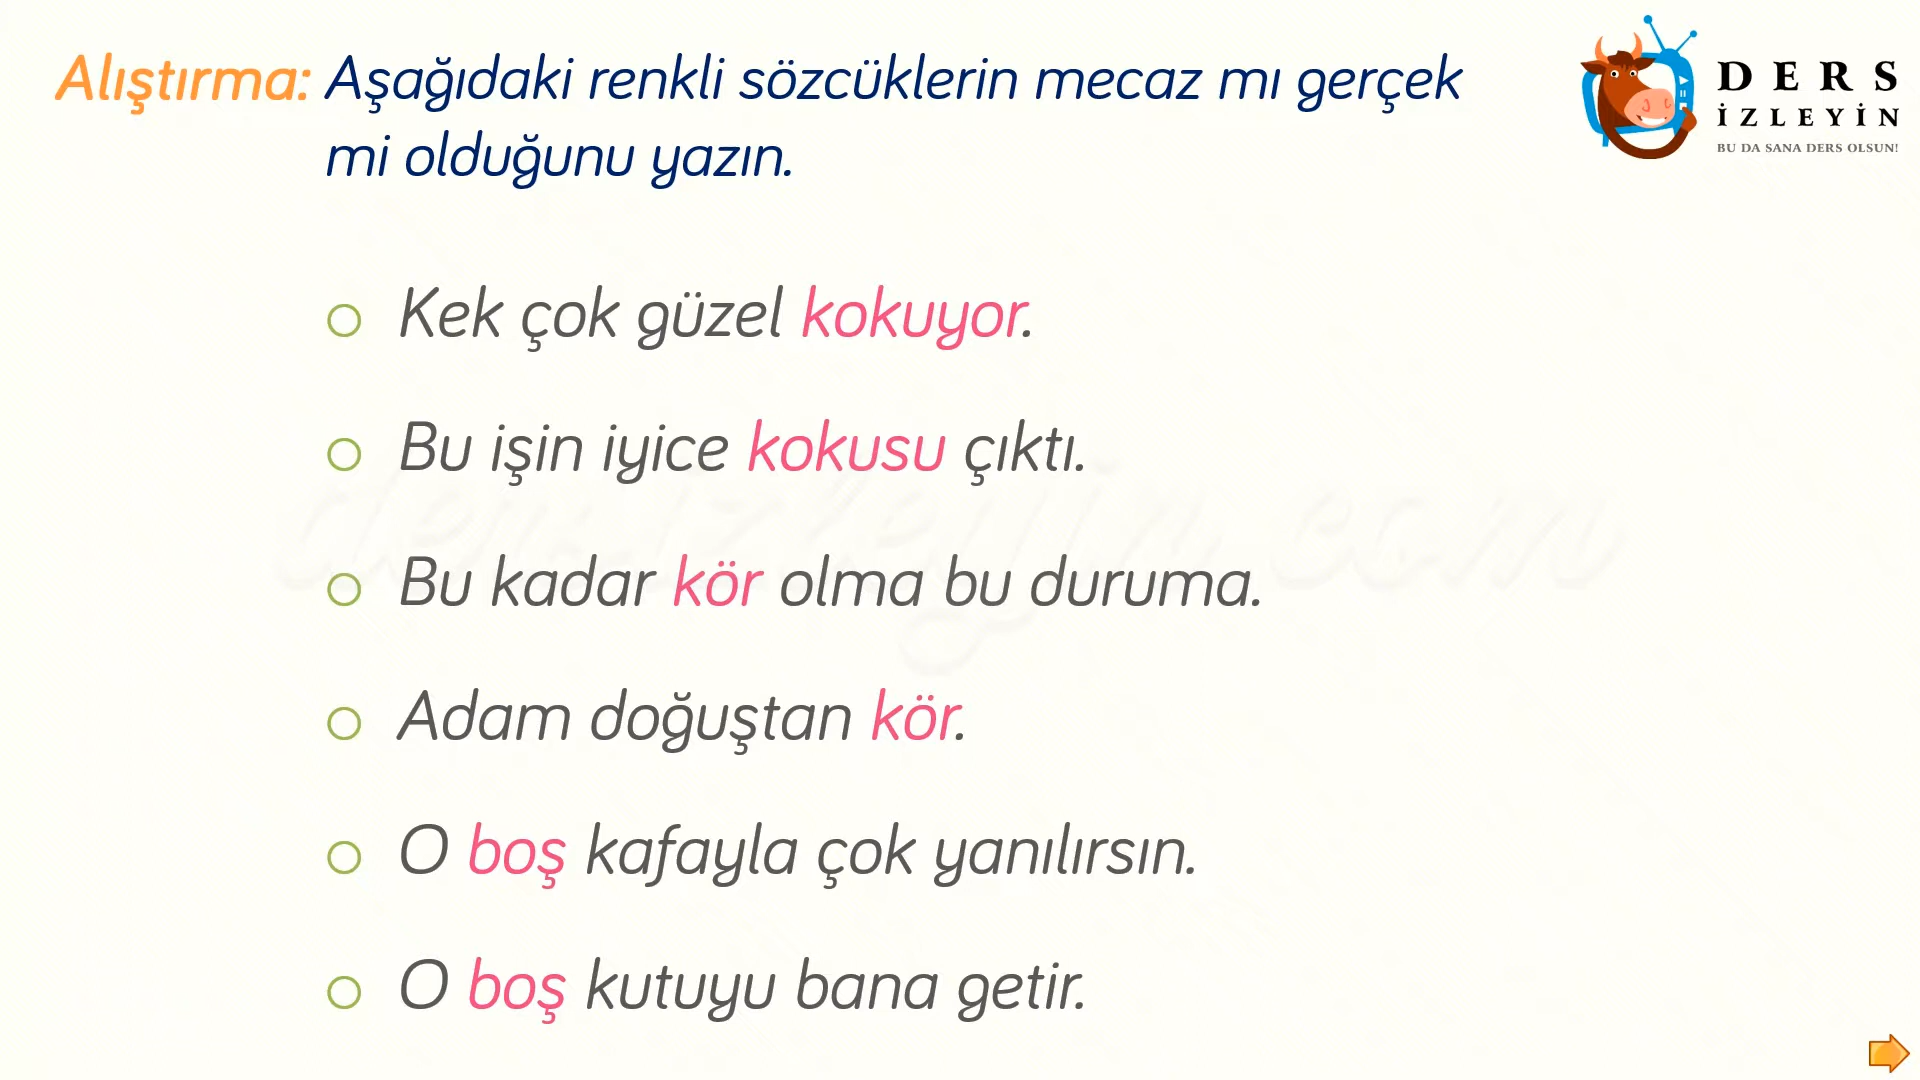 Alıştırma: Aşağıdaki renkli sözcüklerin mecaz mı gerçek
mi olduğunu yazın.
DERS
İZLEYİN
BU DA SANA DERS OLSUN!
Kek çok güzel kokuyor.
Bu işin iyice kokusu çıktı.
Bu kadar kör olma bu duruma.
Adam doğuştan kör.
O boş kafayla çok yanılırsın.
O boş kutuyu bana getir.
dersizleyin.com